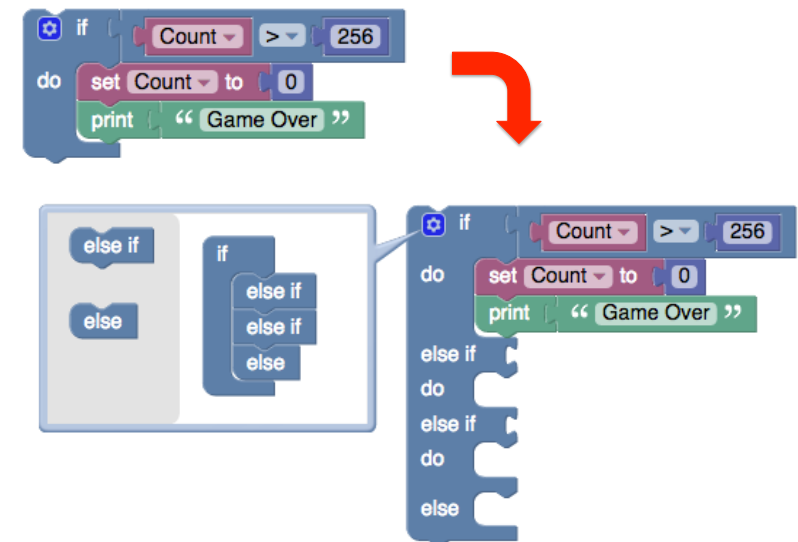 if Count > 256
do set Count to 0
print “ Game Over ”
else if
else
if
else if
else if
else
if Count > 256
do set Count to 0
print “ Game Over ”
else if
do
else if
do
else